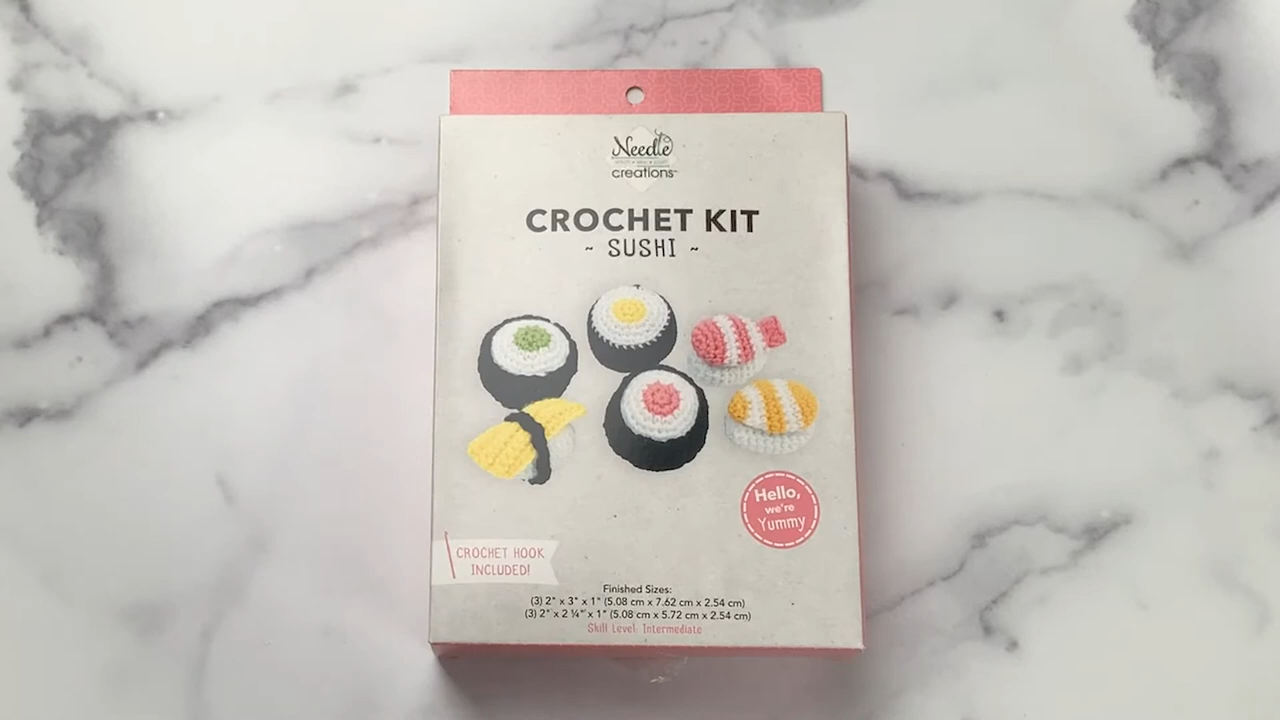 Needle
creations™
CROCHET KIT
~ SUSHI ~
Hello,
we're
Yummy
CROCHET HOOK
INCLUDED!
Finished Sizes:
(3) 2" x 3" x 1" (5.08 cm x 7.62 cm x 2.54 cm)
(3) 2" x 2 ¼" x 1" (5.08 cm x 5.72 cm x 2.54 cm)
Skill Level: Intermediate